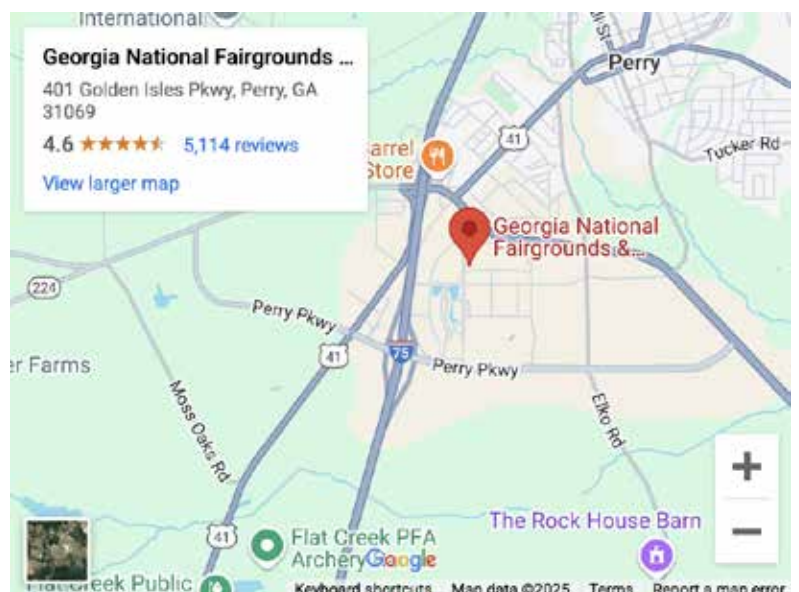 International
Georgia National Fairgrounds ...
401 Golden Isles Pkwy, Perry, GA
31069
4.6
5,114 reviews
View larger map
Perry
41
Tucker Rd
arrel
Store
Georgia National
Fairgrounds &...
224
Perry Pkwy
41
75
Perry Pkwy
er Farms
Moss Oaks Rd
Elko Rd
+
The Rock House Barn
−
41
Flat Creek PFA
Archery
Google
Flat Creek Public
Keyboard shortcuts
Map data ©2025
Terms
Report a map error